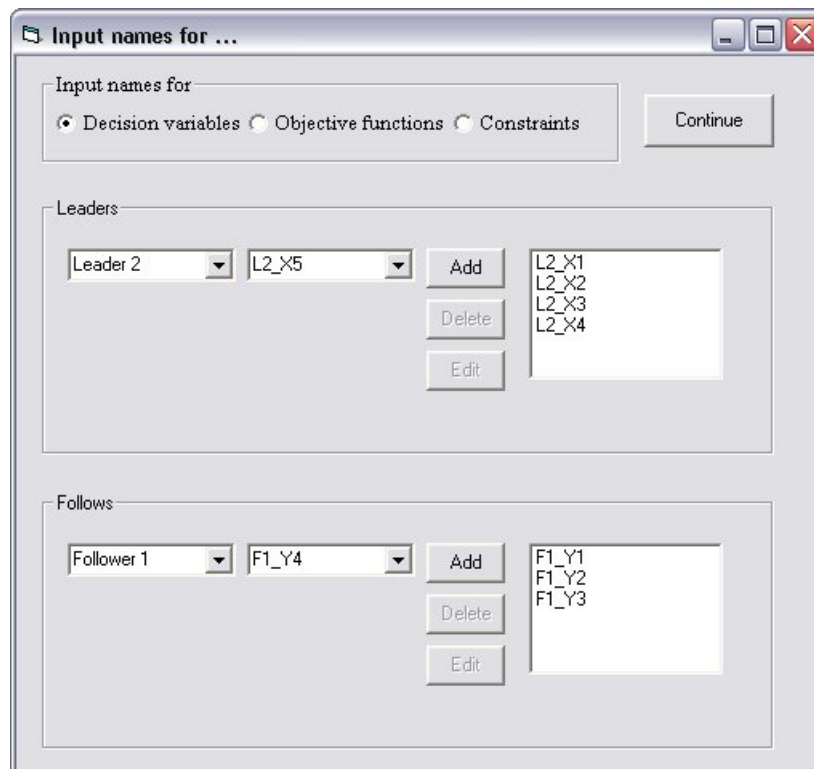 Input names for ...
Input names for
Decision variables Objective functions Constraints
Continue
Leaders
Leader 2 L2_X5 Add
Delete
Edit
L2_X1
L2_X2
L2_X3
L2_X4
Follows
Follower 1 F1_Y4 Add
Delete
Edit
F1_Y1
F1_Y2
F1_Y3